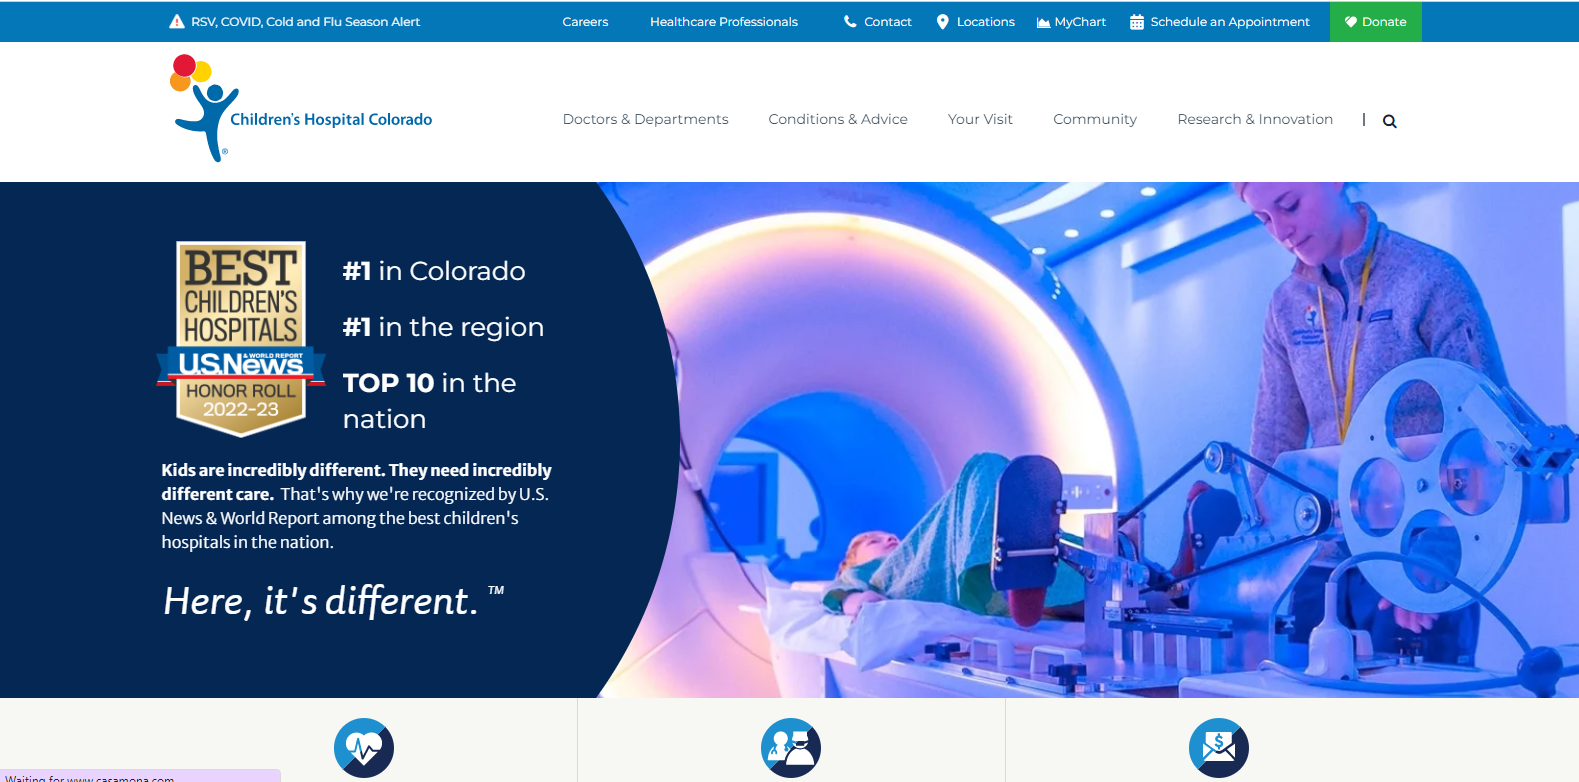 RSV, COVID, Cold and Flu Season Alert
Careers
Healthcare Professionals
Contact
Locations
MyChart
Schedule an Appointment
Donate
Children's Hospital Colorado
®
Doctors & Departments
Conditions & Advice
Your Visit
Community
Research & Innovation
BEST
CHILDREN'S
HOSPITALS
U.S.News & WORLD REPORT
HONOR ROLL
2022-23
#1 in Colorado
#1 in the region
TOP 10 in the
nation
Kids are incredibly different. They need incredibly
different care. That's why we're recognized by U.S.
News & World Report among the best children's
hospitals in the nation.
Here, it's different. ™
$
Waiting for www.casamona.com